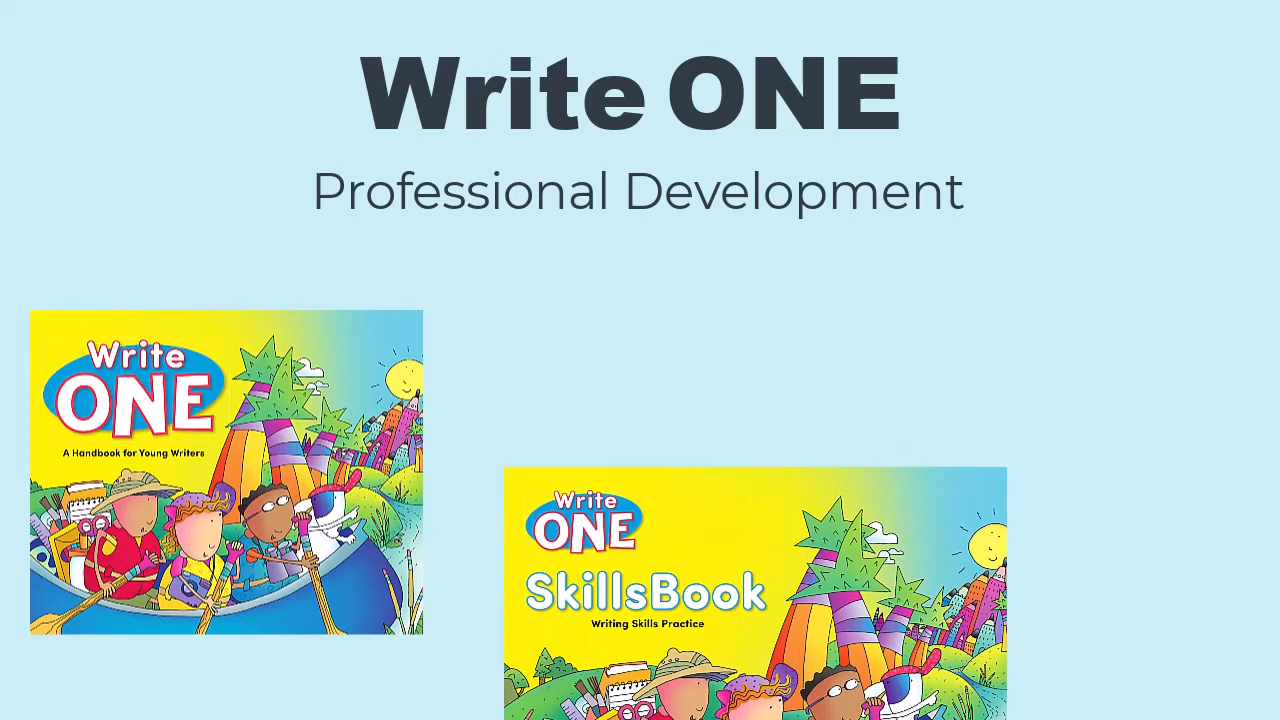 Write ONE
Professional Development
Write
ONE
A Handbook for Young Writers
Write
ONE
SkillsBook
Writing Skills Practice